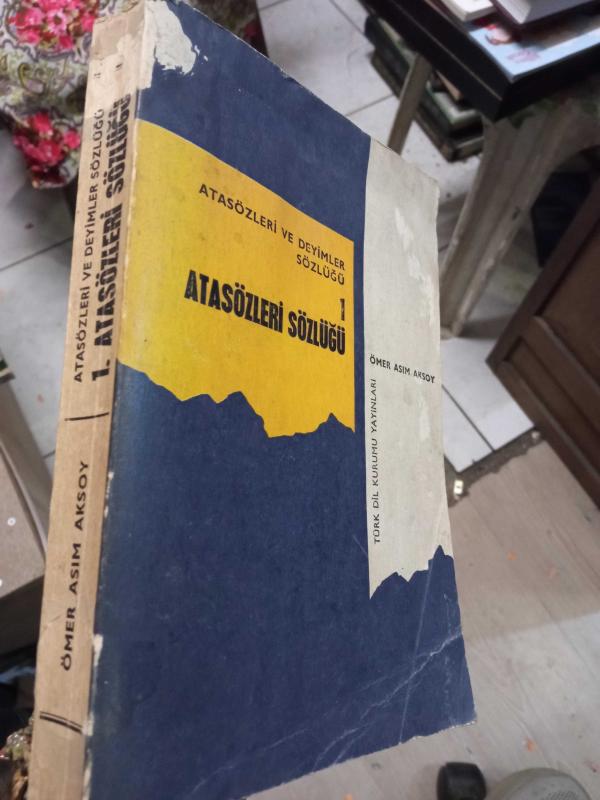 ATASÖZLERİ VE DEYİMLER SÖZLÜĞÜ
1. ATASÖZLERİ SÖZLÜĞÜ
ÖMER ASIM AKSOY
ATASÖZLERİ VE DEYİMLER
SÖZLÜĞÜ
1
ATASÖZLERİ SÖZLÜĞÜ
ÖMER ASIM AKSOY
TÜRK DİL KURUMU YAYINLARI